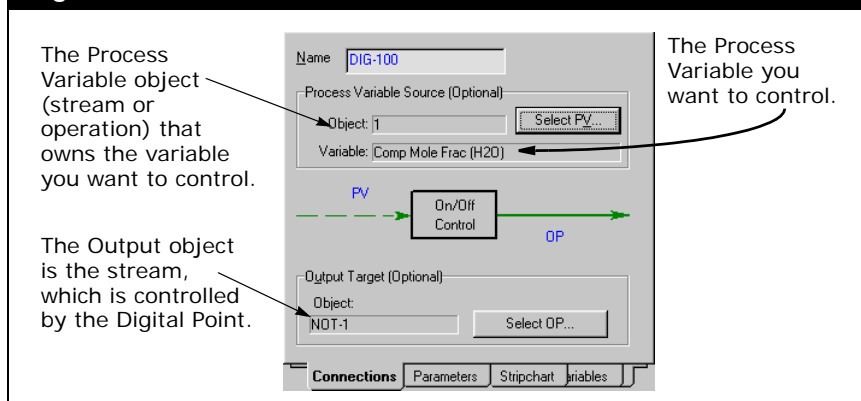 The Process
Variable object
(stream or
operation) that
owns the variable
you want to control.
The Process
Variable you
want to control.
Name DIG-100
Process Variable Source (Optional)
Object: 1 Select PV...
Variable: Comp Mole Frac (H2O)
PV
On/Off
Control
OP
The Output object
is the stream,
which is controlled
by the Digital Point.
Output Target (Optional)
Object:
NOT-1 Select OP...
Connections Parameters Stripchart riables